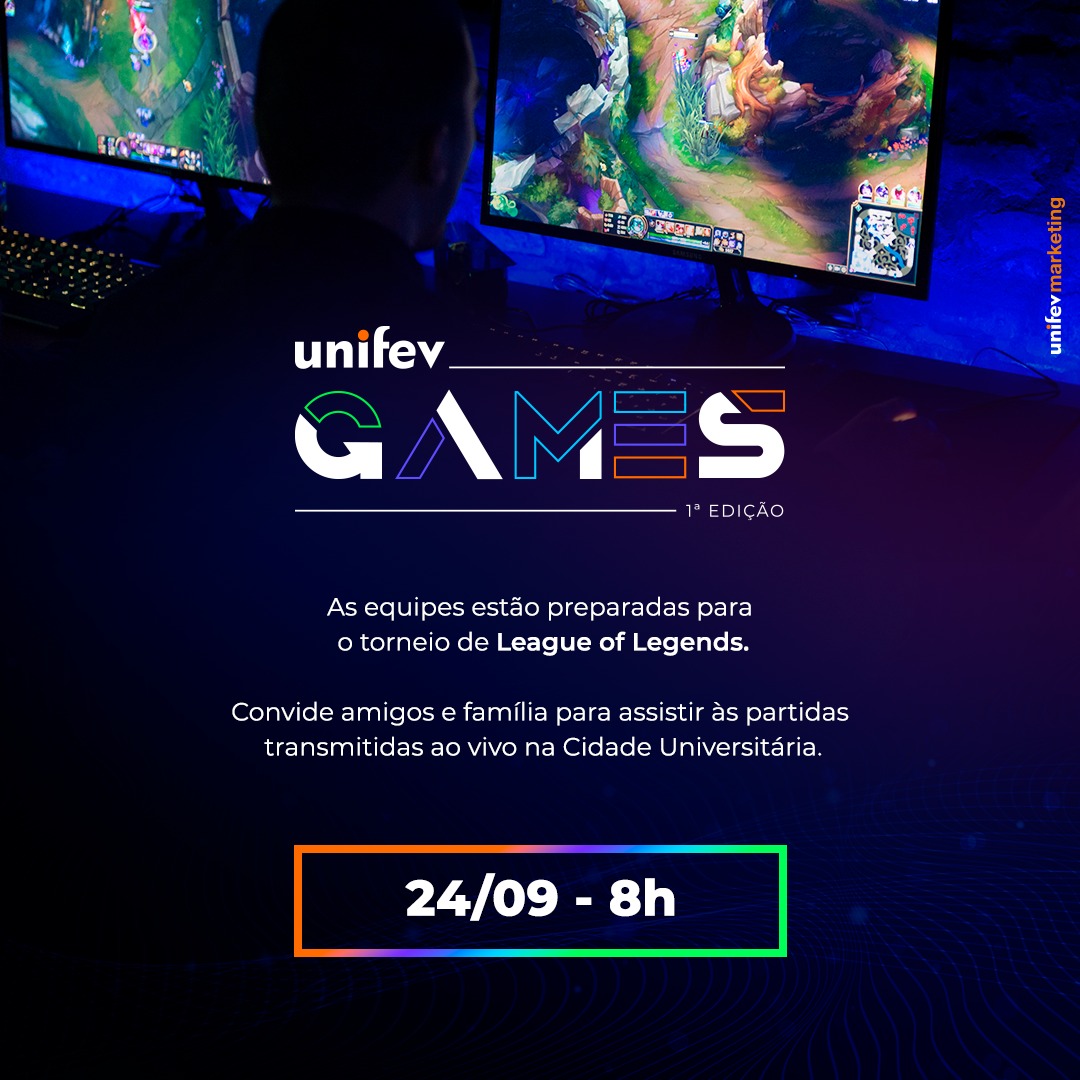 unifev
GAMES
1ª EDIÇÃO
As equipes estão preparadas para
o torneio de League of Legends.
Convide amigos e família para assistir às partidas
transmitidas ao vivo na Cidade Universitária.
24/09 - 8h
unifev marketing